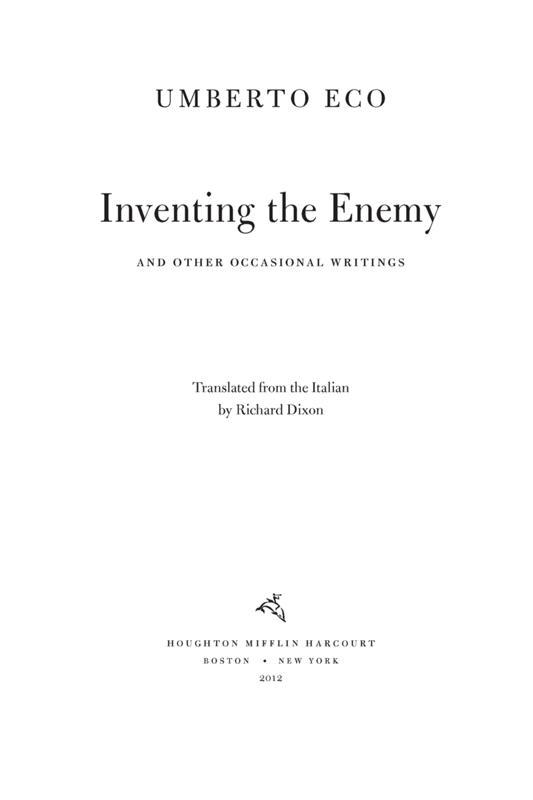 UMBERTO ECO
Inventing the Enemy
AND OTHER OCCASIONAL WRITINGS
Translated from the Italian
by Richard Dixon
HOUGHTON MIFFLIN HARCOURT
BOSTON • NEW YORK
2012